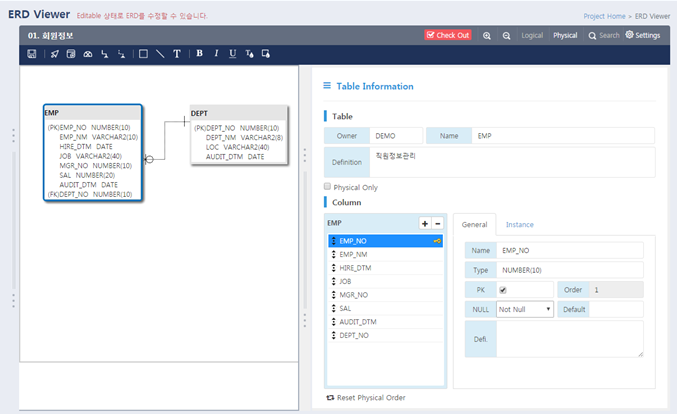 ERD Viewer Editable 상태로 ERD를 수정할 수 있습니다.
Project Home > ERD Viewer
01. 회원정보
Check Out Logical Physical Search Settings
T B I U T
EMP
(PK)EMP_NO NUMBER(10)
EMP_NM VARCHAR2(10)
HIRE_DTM DATE
JOB VARCHAR2(40)
MGR_NO NUMBER(10)
SAL NUMBER(20)
AUDIT_DTM DATE
(FK)DEPT_NO NUMBER(10)
DEPT
(PK)DEPT_NO NUMBER(10)
DEPT_NM VARCHAR2(8)
LOC VARCHAR2(40)
AUDIT_DTM DATE
Table Information
Table
Owner DEMO Name EMP
Definition 직원정보관리
Physical Only
Column
EMP
EMP_NO
EMP_NM
HIRE_DTM
JOB
MGR_NO
SAL
AUDIT_DTM
DEPT_NO
Reset Physical Order
General Instance
Name EMP_NO
Type NUMBER(10)
PK Order 1
NULL Not Null Default
Defi.